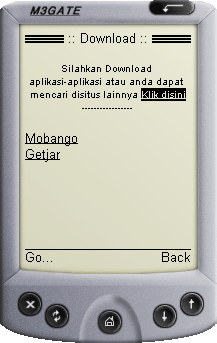 M3GATE
:: Download ::
Silahkan Download
aplikasi-aplikasi atau anda dapat
mencari disitus lainnya Klik disini
----------------
Mobango
Getjar
Go... Back